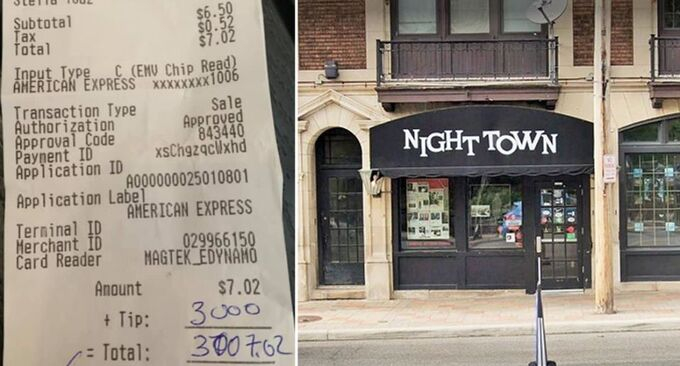 Stella 16oz
Subtotal $6.50
Tax $0.52
Total $7.02
Input Type C (EMV Chip Read)
AMERICAN EXPRESS xxxxxxxx1006
Transaction Type Sale
Authorization Approved
Approval Code 843440
Payment ID xsChgzqcWxhd
Application ID
A000000025010801
Application Label
AMERICAN EXPRESS
Terminal ID
Merchant ID 029966150
Card Reader MAGTEK_EDYNAMO
Amount $7.02
+ Tip: 3000
= Total: 3007.02
NIGHT TOWN